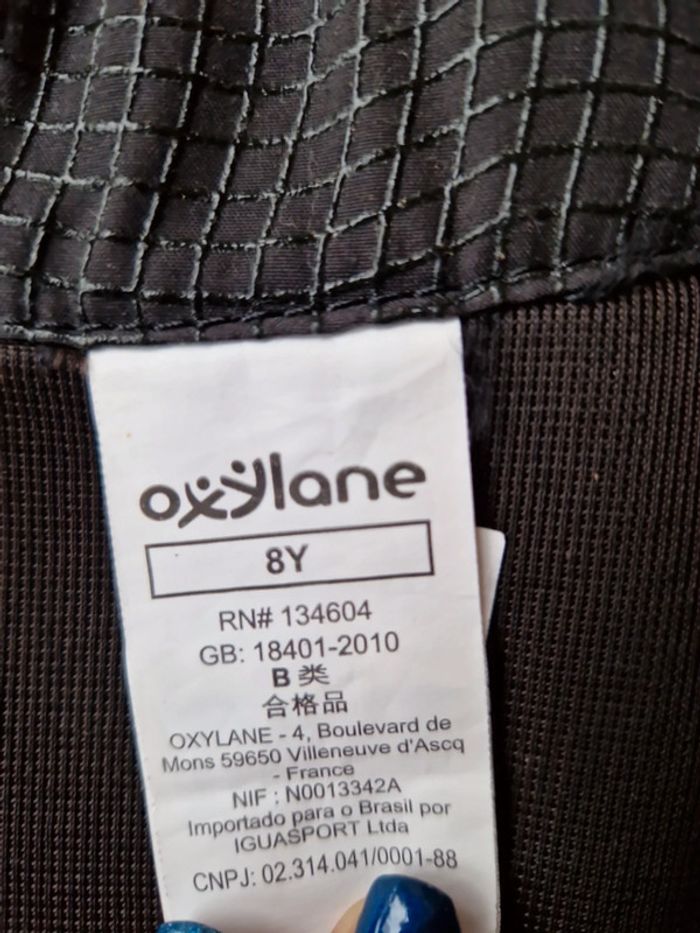 oxylane
8Y
RN# 134604
GB: 18401-2010
B 类
合格品
OXYLANE - 4, Boulevard de
Mons 59650 Villeneuve d'Ascq
- France
NIF : N0013342A
Importado para o Brasil por
IGUASPORT Ltda
CNPJ: 02.314.041/0001-88